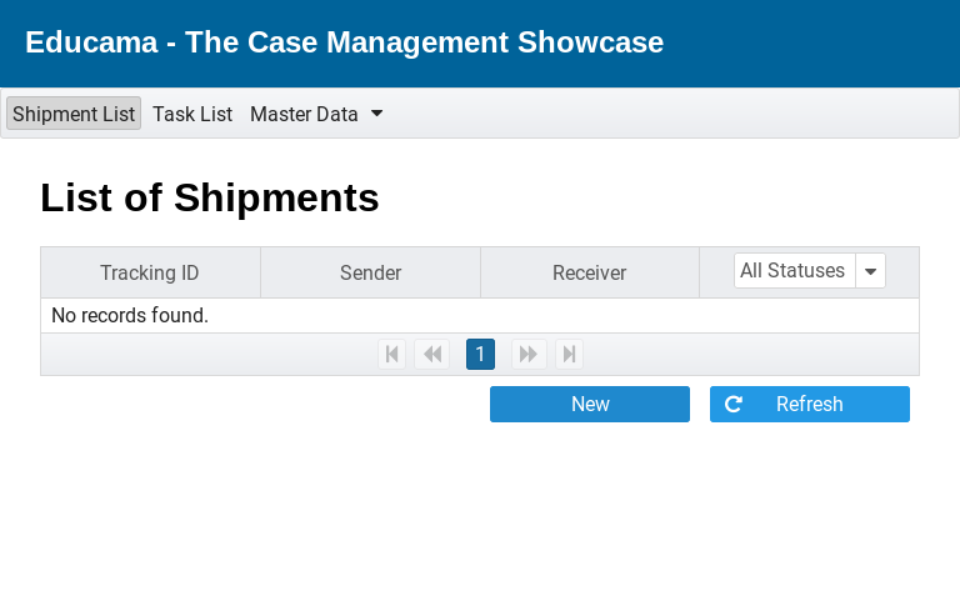 Educama - The Case Management Showcase
Shipment List Task List Master Data
List of Shipments
Tracking ID Sender Receiver All Statuses
No records found.
1
New Refresh